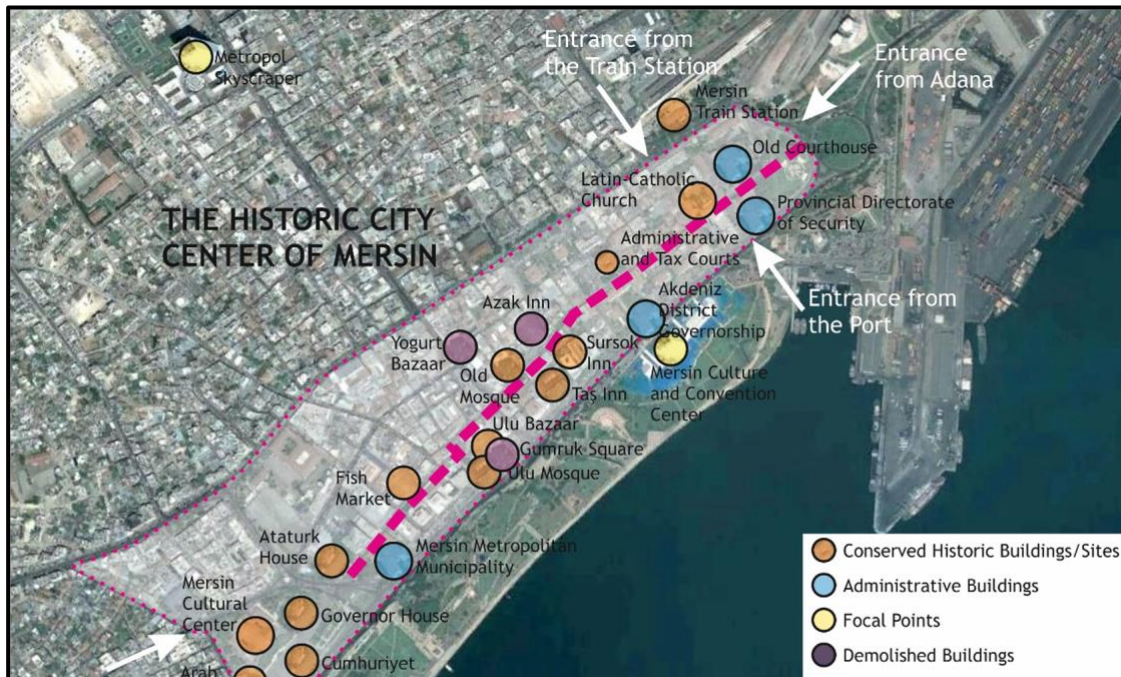 Metropol
Skyscraper
Entrance from
the Train Station
Entrance
from Adana
Mersin
Train Station
Old Courthouse
Latin-Catholic
Church
Provincial Directorate
of Security
THE HISTORIC CITY
CENTER OF MERSIN
Administrative
and Tax Courts
Akdeniz
District
Governorship
Entrance from
the Port
Azak Inn
Yogurt
Bazaar
Old
Mosque
Sursok
Inn
Taş Inn
Mersin Culture
and Convention
Center
Ulu Bazaar
Gumruk Square
Ulu Mosque
Fish
Market
Ataturk
House
Mersin Metropolitan
Municipality
Mersin
Cultural
Center
Governor House
Cumhuriyet
Arab
Conserved Historic Buildings/Sites
Administrative Buildings
Focal Points
Demolished Buildings